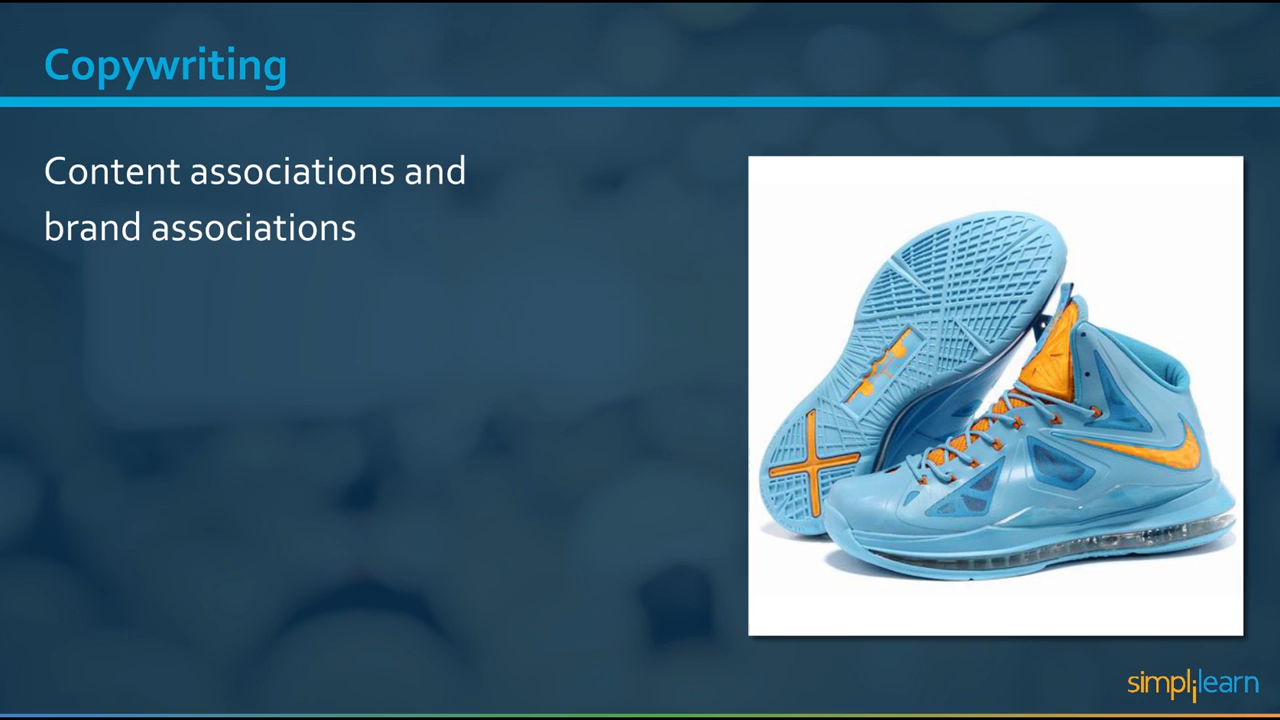 Copywriting
Content associations and
brand associations
simplilearn